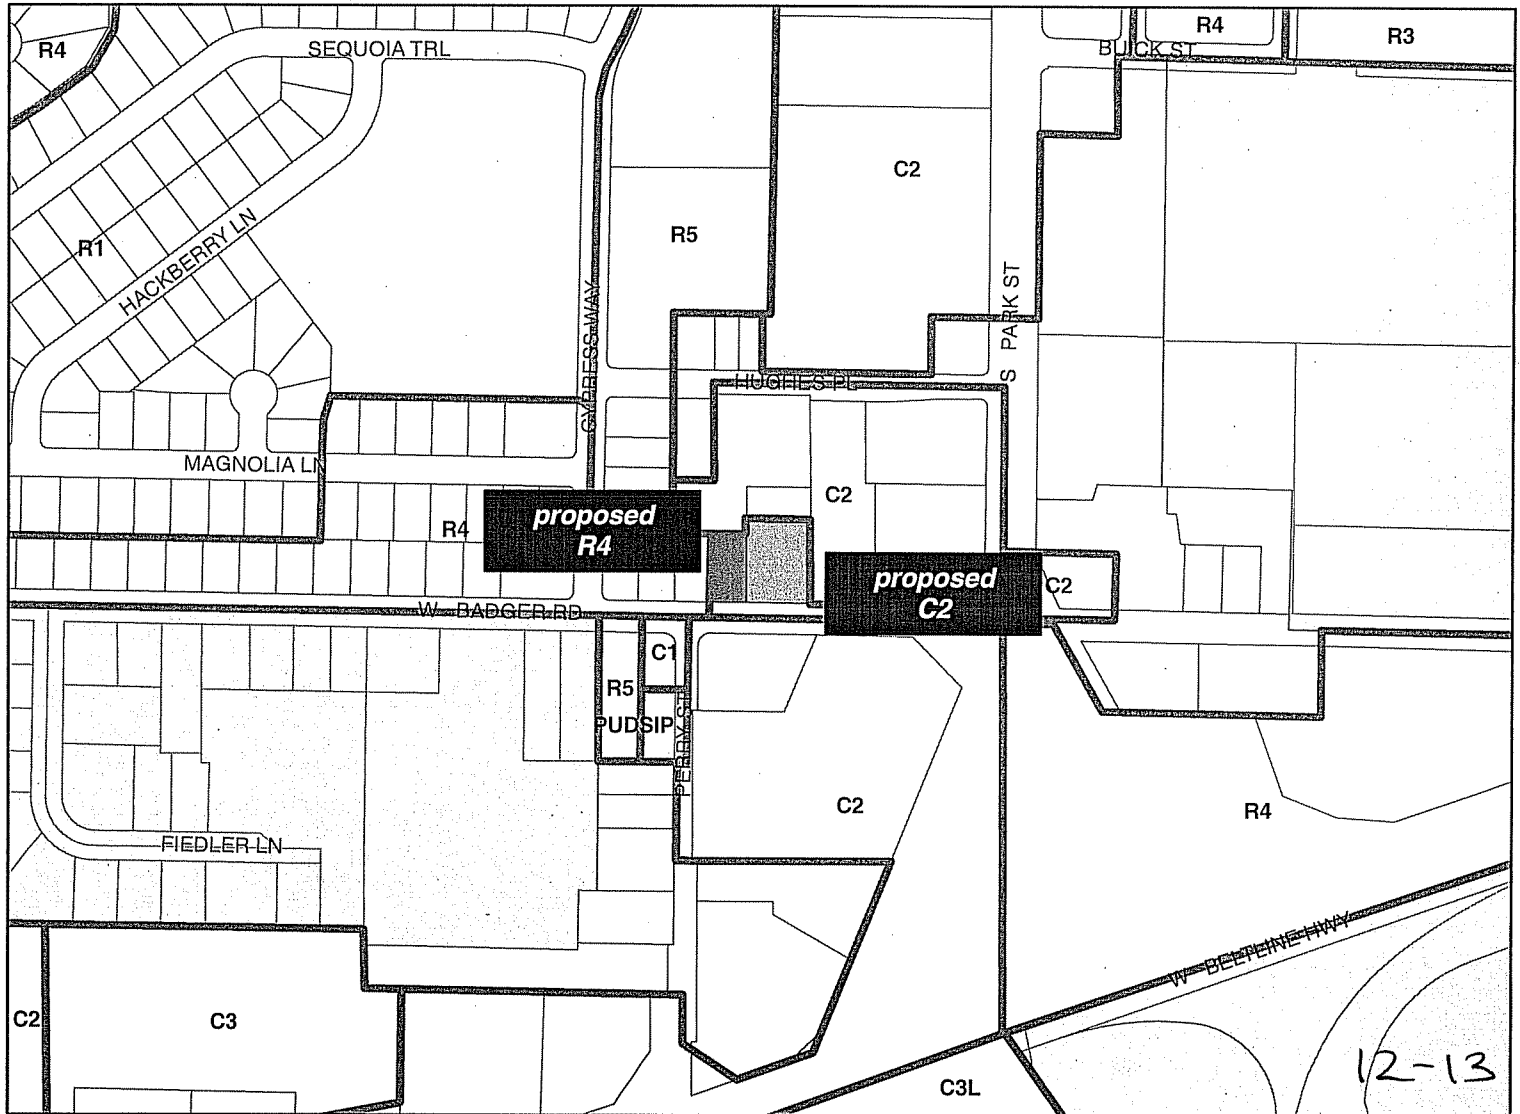 R4
SEQUOIA TRL
R4
R3
BUICK ST
C2
R5
R1
HACKBERRY LN
CYPRESS WAY
S PARK ST
HUGHES PL
MAGNOLIA LN
R4
C2
proposed
R4
proposed
C2
C2
W BADGER RD
C1
R5
PUDSIP
PERRY ST
C2
R4
FIEDLER LN
W BELTLINE HWY
C2
C3
C3L
12-13